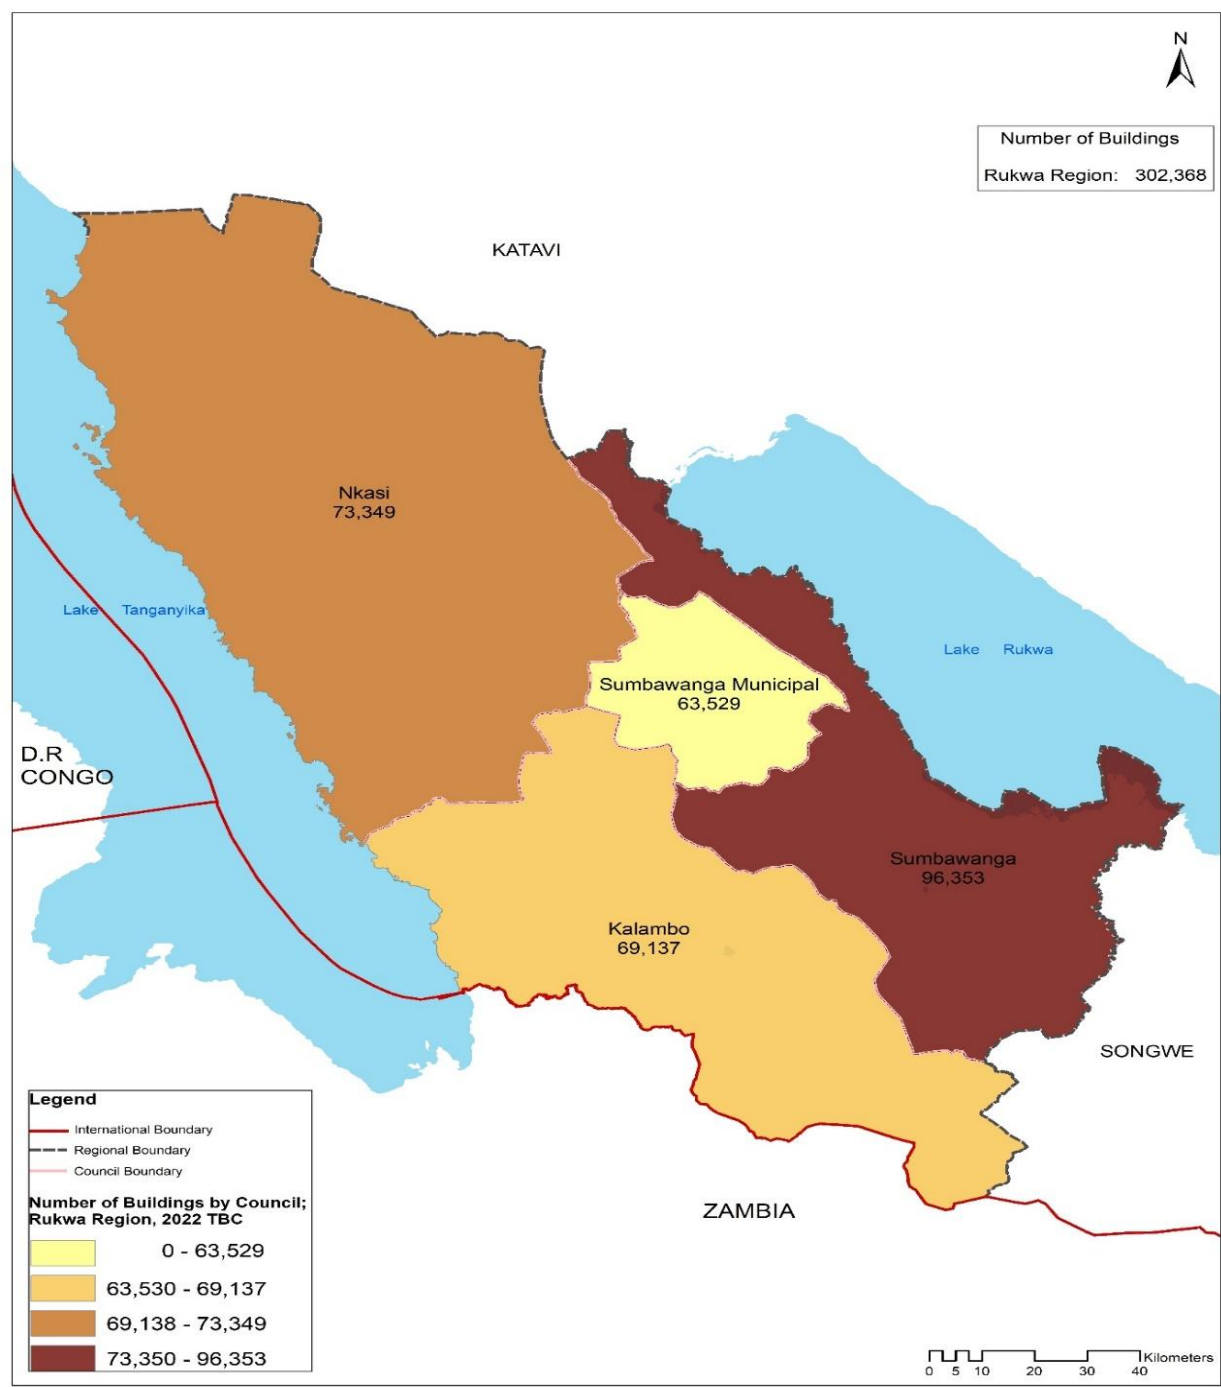 N
Number of Buildings
Rukwa Region: 302,368
KATAVI
Nkasi
73,349
Lake Tanganyika
Lake Rukwa
Sumbawanga Municipal
63,529
D.R
CONGO
Sumbawanga
96,353
Kalambo
69,137
SONGWE
ZAMBIA
Legend
International Boundary
Regional Boundary
Council Boundary
Number of Buildings by Council;
Rukwa Region, 2022 TBC
0 - 63,529
63,530 - 69,137
69,138 - 73,349
73,350 - 96,353
Kilometers
0 5 10 20 30 40